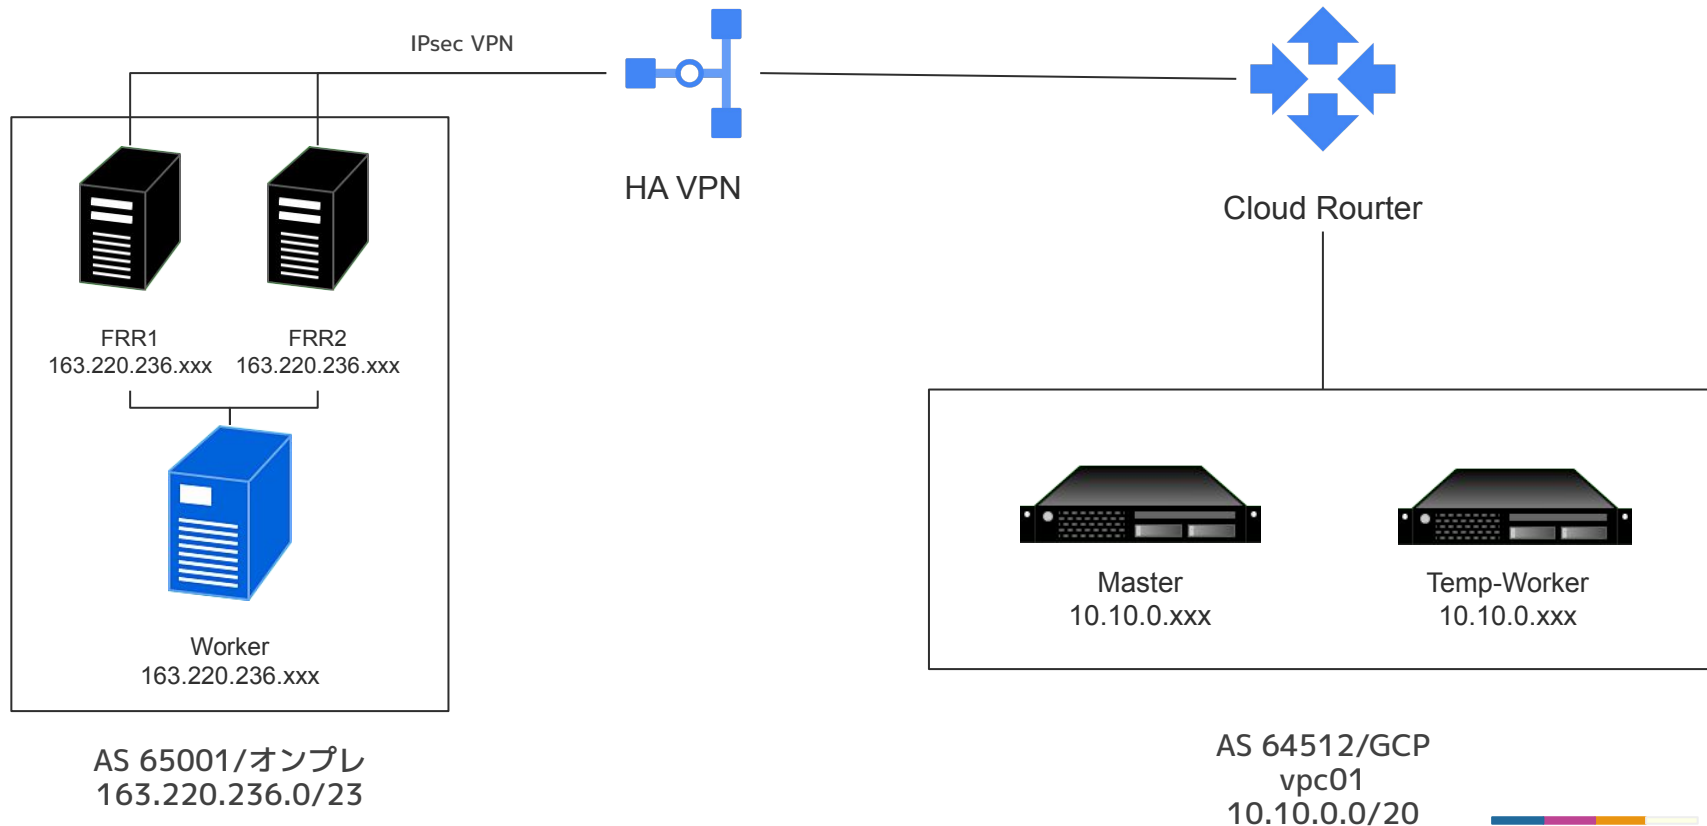 IPsec VPN
HA VPN
Cloud Rourter
FRR1
163.220.236.xxx
FRR2
163.220.236.xxx
Worker
163.220.236.xxx
AS 65001/オンプレ
163.220.236.0/23
Master
10.10.0.xxx
Temp-Worker
10.10.0.xxx
AS 64512/GCP
vpc01
10.10.0.0/20